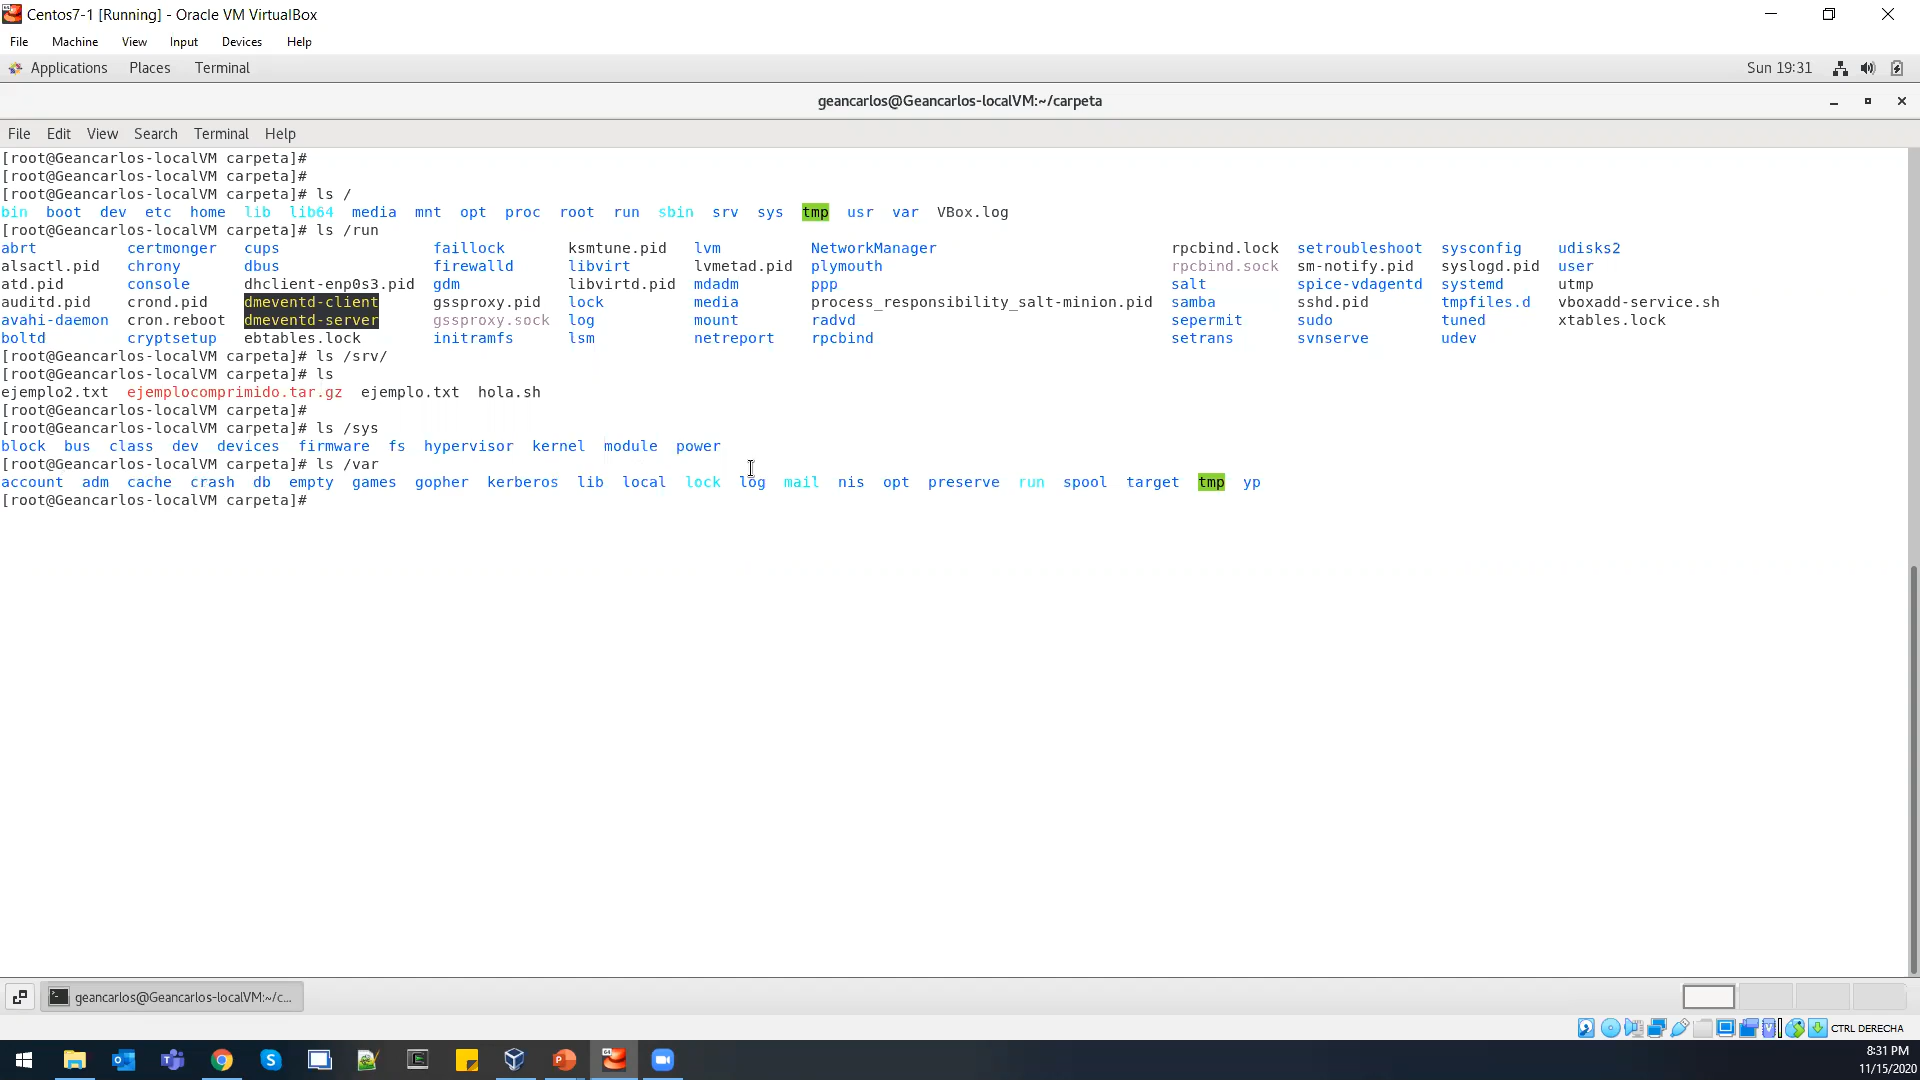 Centos7-1 [Running] - Oracle VM VirtualBox
File Machine View Input Devices Help
Applications Places Terminal Sun 19:31
geancarlos@Geancarlos-localVM:~/carpeta
File Edit View Search Terminal Help
[root@Geancarlos-localVM carpeta]#
[root@Geancarlos-localVM carpeta]#
[root@Geancarlos-localVM carpeta]# ls /
bin boot dev etc home lib lib64 media mnt opt proc root run sbin srv sys tmp usr var VBox.log
[root@Geancarlos-localVM carpeta]# ls /run
abrt certmonger cups faillock ksmtune.pid lvm NetworkManager rpcbind.lock setroubleshoot sysconfig udisks2
alsactl.pid chrony dbus firewalld libvirt lvmetad.pid plymouth rpcbind.sock sm-notify.pid syslogd.pid user
atd.pid console dhclient-enp0s3.pid gdm libvirtd.pid mdadm ppp salt spice-vdagentd systemd utmp
auditd.pid crond.pid dmeventd-client gssproxy.pid lock media process_responsibility_salt-minion.pid samba sshd.pid tmpfiles.d vboxadd-service.sh
avahi-daemon cron.reboot dmeventd-server gssproxy.sock log mount radvd sepermit sudo tuned xtables.lock
boltd cryptsetup ebtables.lock initramfs lsm netreport rpcbind setrans svnserve udev
[root@Geancarlos-localVM carpeta]# ls /srv/
[root@Geancarlos-localVM carpeta]# ls
ejemplo2.txt ejemplocomprimido.tar.gz ejemplo.txt hola.sh
[root@Geancarlos-localVM carpeta]#
[root@Geancarlos-localVM carpeta]# ls /sys
block bus class dev devices firmware fs hypervisor kernel module power
[root@Geancarlos-localVM carpeta]# ls /var
account adm cache crash db empty games gopher kerberos lib local lock log mail nis opt preserve run spool target tmp yp
[root@Geancarlos-localVM carpeta]#
geancarlos@Geancarlos-localVM:~/c...
CTRL DERECHA
8:31 PM
11/15/2020